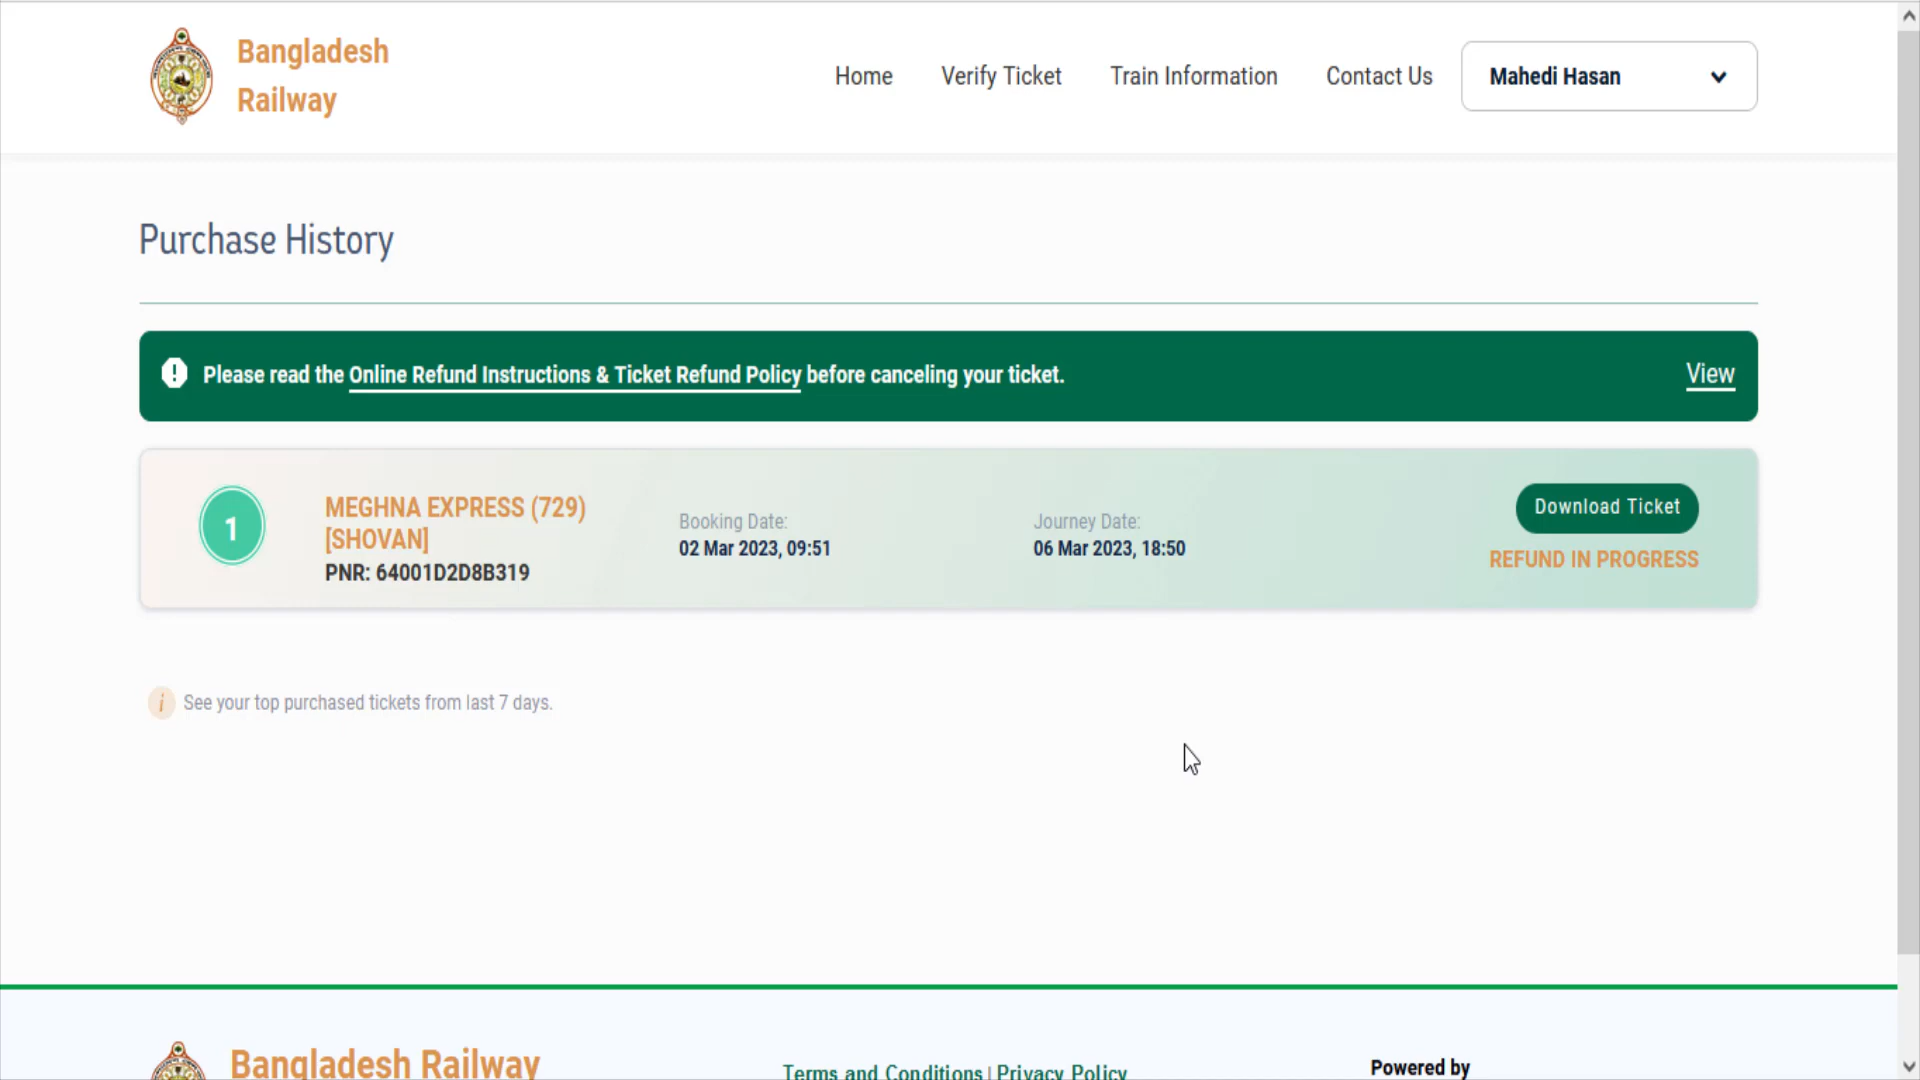 Bangladesh
Railway
Home Verify Ticket Train Information Contact Us Mahedi Hasan
Purchase History
Please read the Online Refund Instructions & Ticket Refund Policy before canceling your ticket. View
1
MEGHNA EXPRESS (729)
[SHOVAN]
PNR: 64001D2D8B319
Booking Date:
02 Mar 2023, 09:51
Journey Date:
06 Mar 2023, 18:50
Download Ticket
REFUND IN PROGRESS
i See your top purchased tickets from last 7 days.
Bangladesh Railway
Terms and Conditions | Privacy Policy
Powered by